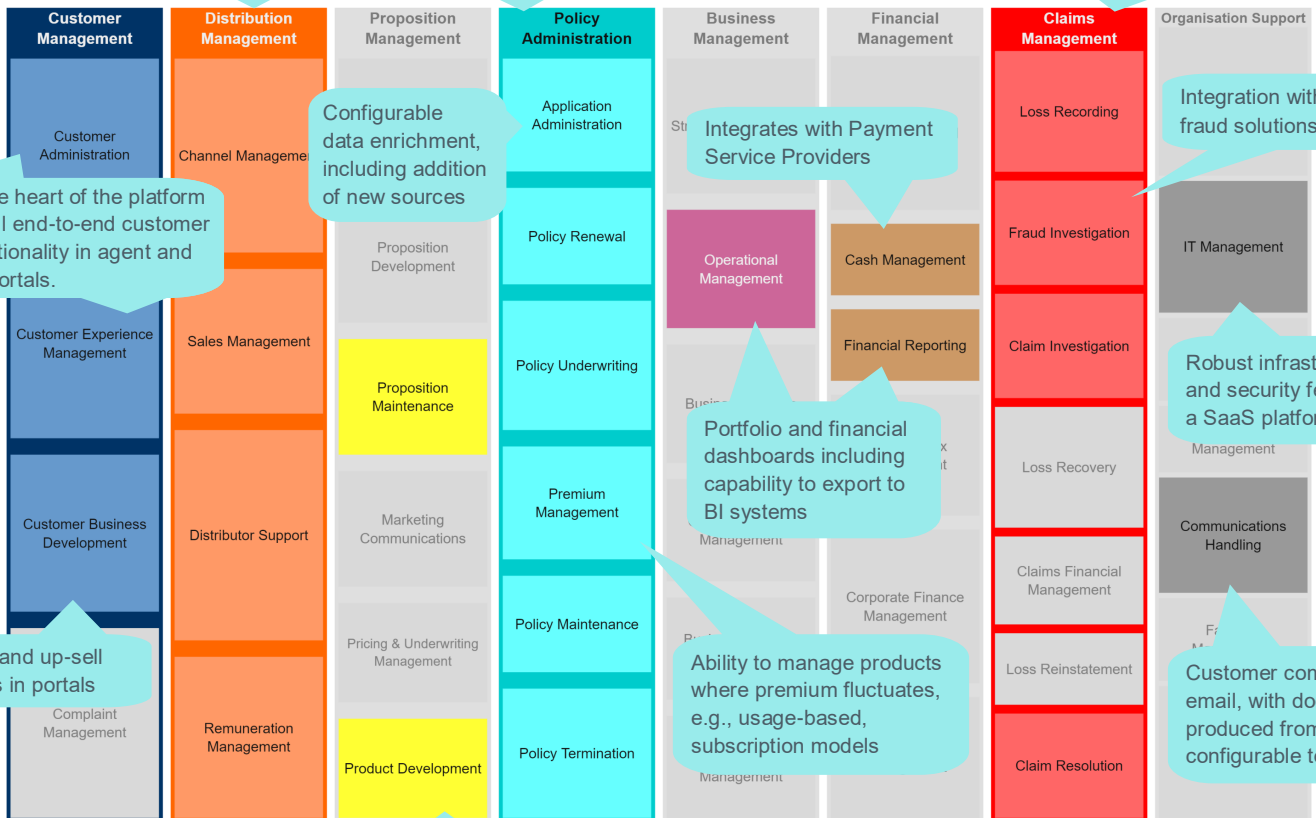 Customer
Management
Distribution
Management
Proposition
Management
Policy
Administration
Business
Management
Financial
Management
Claims
Management
Organisation Support
Customer
Administration
heart of the platform
end-to-end customer
in agent and
Customer Experience
Management
Customer Business
Development
and up-sell
in portals
Complaint
Management
Channel
Sales Management
Distributor Support
Remuneration
Management
Configurable
data enrichment,
including addition
of new sources
Proposition
Development
Proposition
Maintenance
Marketing
Communications
Pricing & Underwriting
Management
Product Development
Application
Administration
Policy Renewal
Policy Underwriting
Premium
Management
Policy Maintenance
Policy Termination
Integrates with Payment
Service Providers
Operational
Management
Portfolio and financial
dashboards including
capability to export to
BI systems
Management
Ability to manage products
where premium fluctuates,
e.g., usage-based,
subscription models
Management
Cash Management
Financial Reporting
Corporate Finance
Management
Loss Recording
Fraud Investigation
Claim Investigation
Loss Recovery
Claims Financial
Management
Loss Reinstatement
Claim Resolution
Integration with
fraud solutions
IT Management
Robust
and security
a SaaS
Management
Communications
Handling
Customer
email, with
produced from
configurable